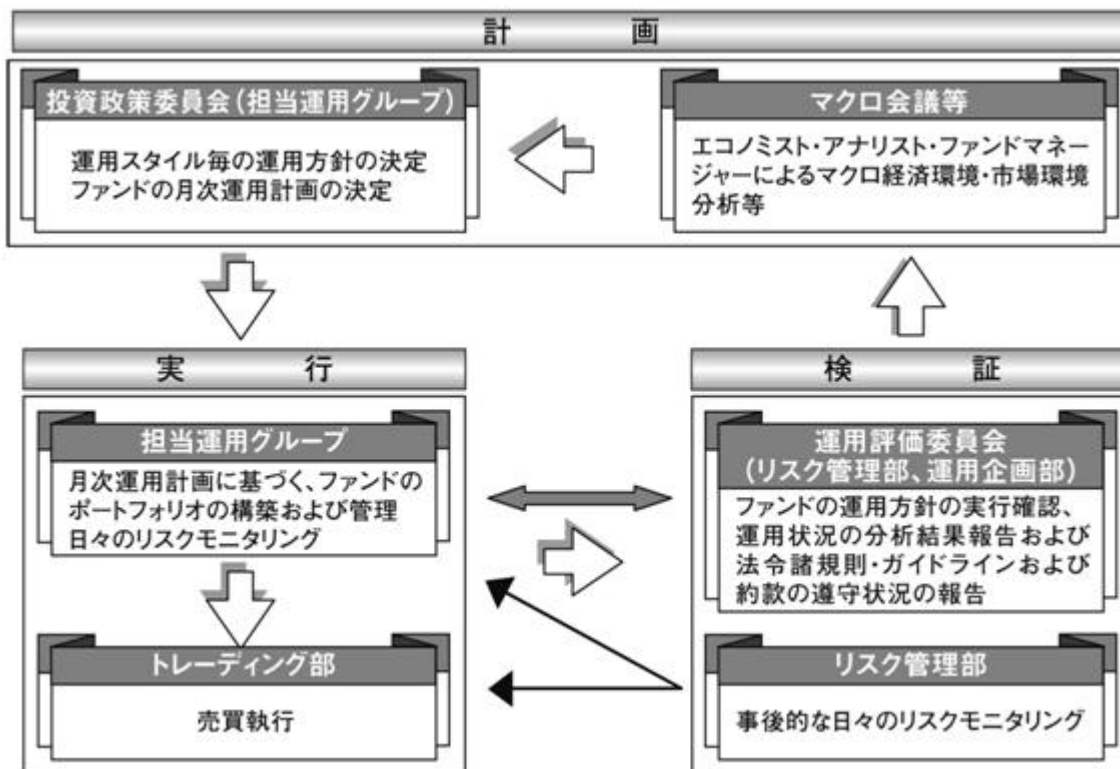 計画
投資政策委員会(担当運用グループ)
運用スタイル毎の運用方針の決定
ファンドの月次運用計画の決定
マクロ会議等
エコノミスト・アナリスト・ファンドマネー
ジャーによるマクロ経済環境・市場環境
分析等
実行
担当運用グループ
月次運用計画に基づく、ファンドの
ポートフォリオの構築および管理
日々のリスクモニタリング
トレーディング部
売買執行
検証
運用評価委員会
(リスク管理部、運用企画部)
ファンドの運用方針の実行確認、
運用状況の分析結果報告および
法令諸規則・ガイドラインおよび
約款の遵守状況の報告
リスク管理部
事後的な日々のリスクモニタリング